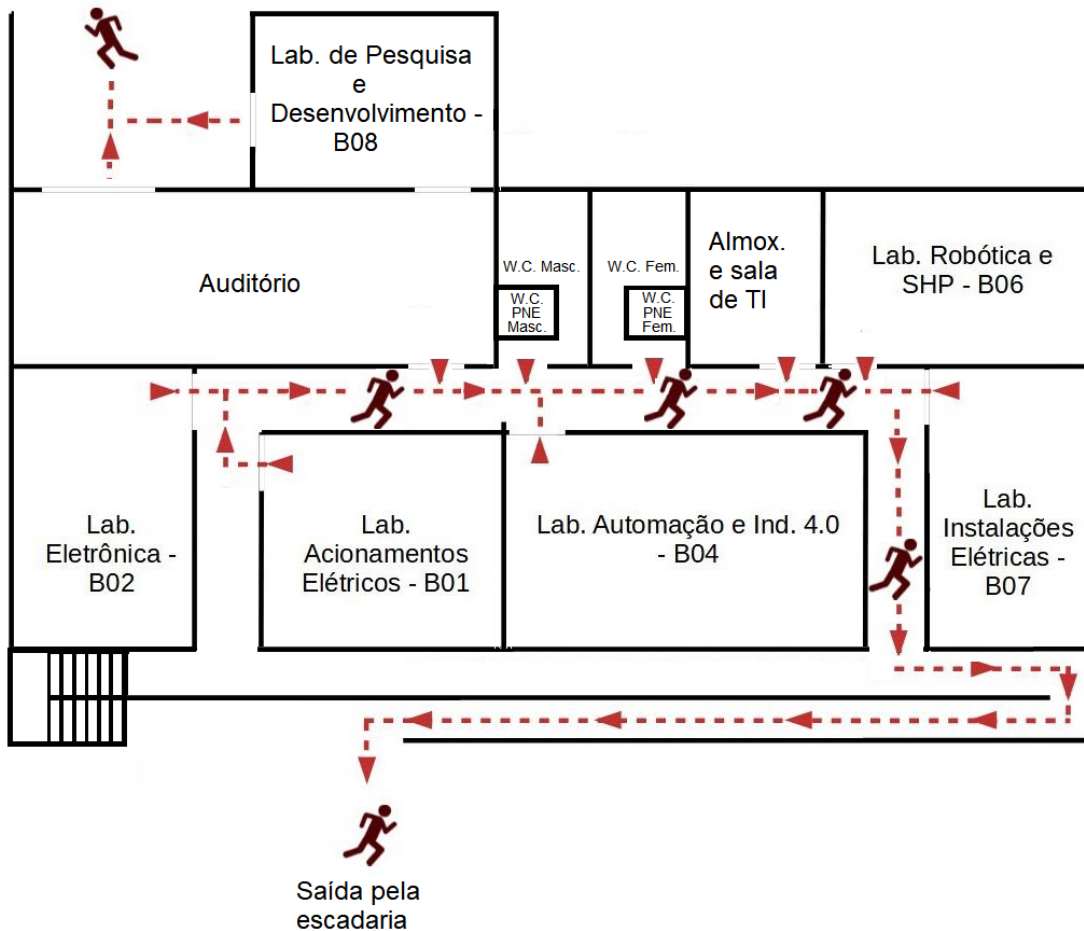 Lab. de Pesquisa
e
Desenvolvimento -
B08
Auditório
W.C. Masc.
W.C.
PNE
Masc.
W.C. Fem.
W.C.
PNE
Fem.
Almox.
e sala
de TI
Lab. Robótica e
SHP - B06
Lab.
Eletrônica -
B02
Lab.
Acionamentos
Elétricos - B01
Lab. Automação e Ind. 4.0
- B04
Lab.
Instalações
Elétricas -
B07
Saída pela
escadaria